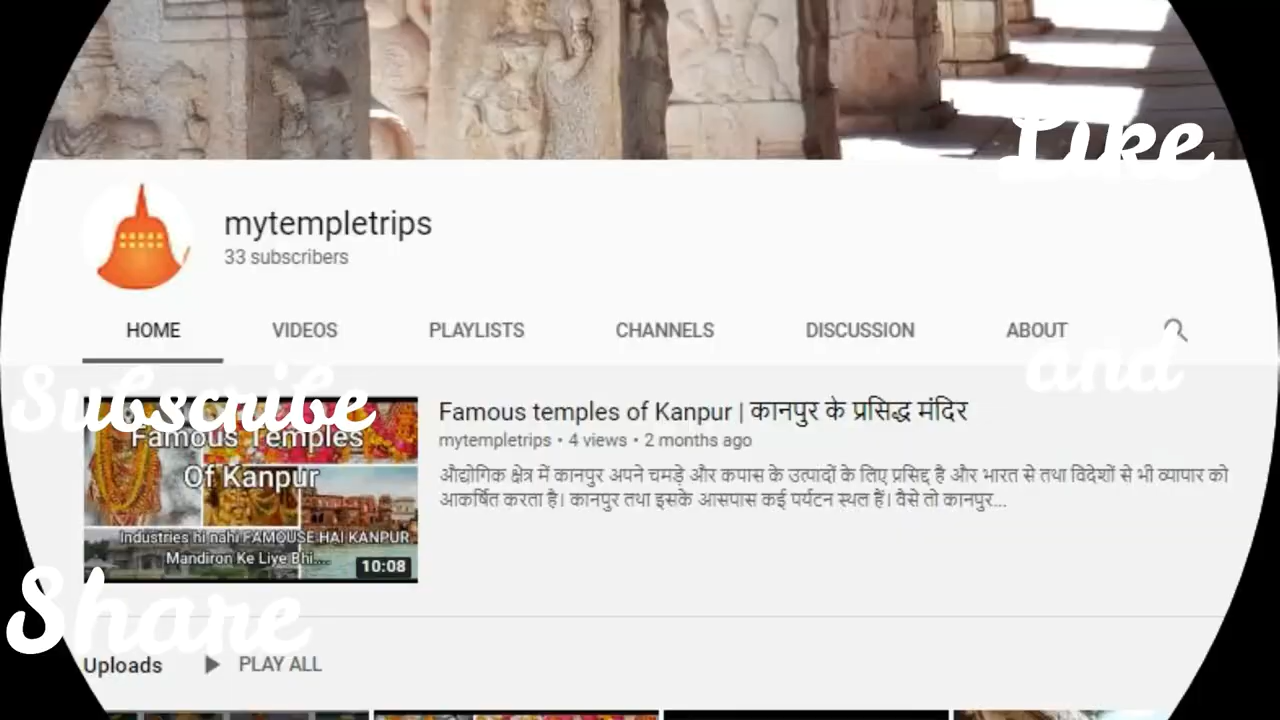 Like
mytempletrips
33 subscribers
HOME VIDEOS PLAYLISTS CHANNELS DISCUSSION ABOUT
and
Subscribe
Famous Temples
Of Kanpur
Industries hi nahi FAMOUSE HAI KANPUR
Mandiron Ke Liye Bhi....
10:08
Famous temples of Kanpur | कानपुर के प्रसिद्ध मंदिर
mytempletrips • 4 views • 2 months ago
औद्योगिक क्षेत्र में कानपुर अपने चमड़े और कपास के उत्पादों के लिए प्रसिद्द है और भारत से तथा विदेशों से भी व्यापार को
आकर्षित करता है। कानपुर तथा इसके आसपास कई पर्यटन स्थल हैं। वैसे तो कानपुर...
Share
Uploads PLAY ALL